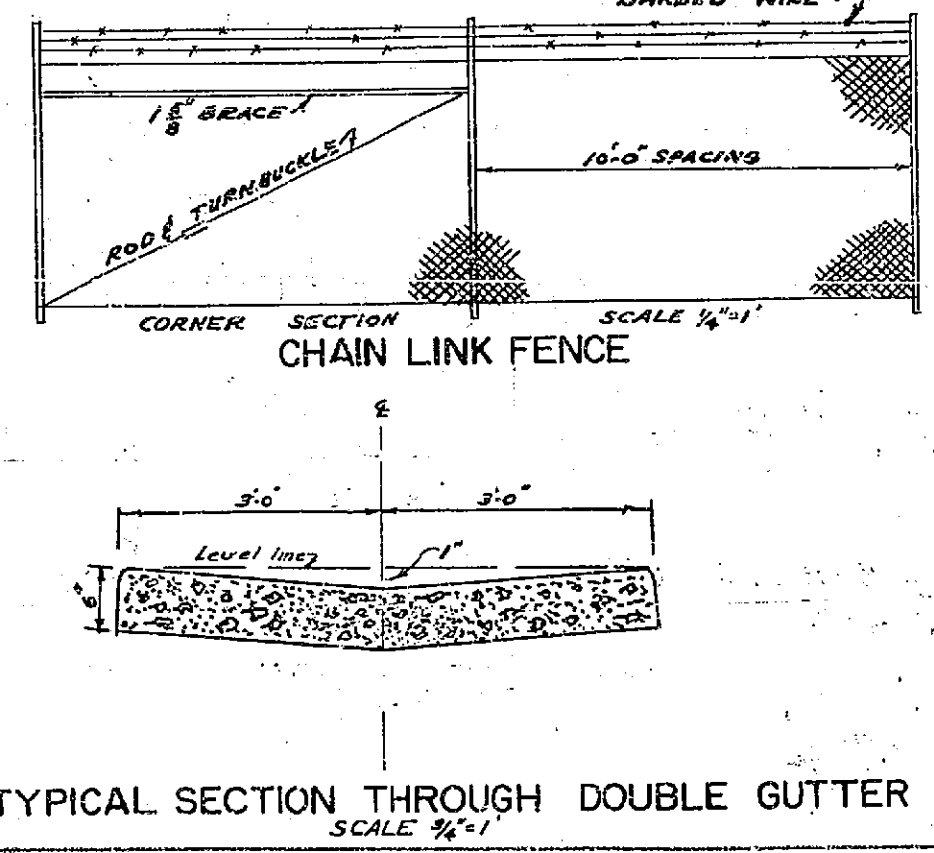 BARBED WIRE
1 5/8" BRACE
ROD & TURNBUCKLE
10'-0" SPACING
CORNER SECTION
SCALE 1/4"=1'
CHAIN LINK FENCE
℄
3'-0" 3'-0"
Level line
1"
6"
TYPICAL SECTION THROUGH DOUBLE GUTTER
SCALE 3/4"=1'